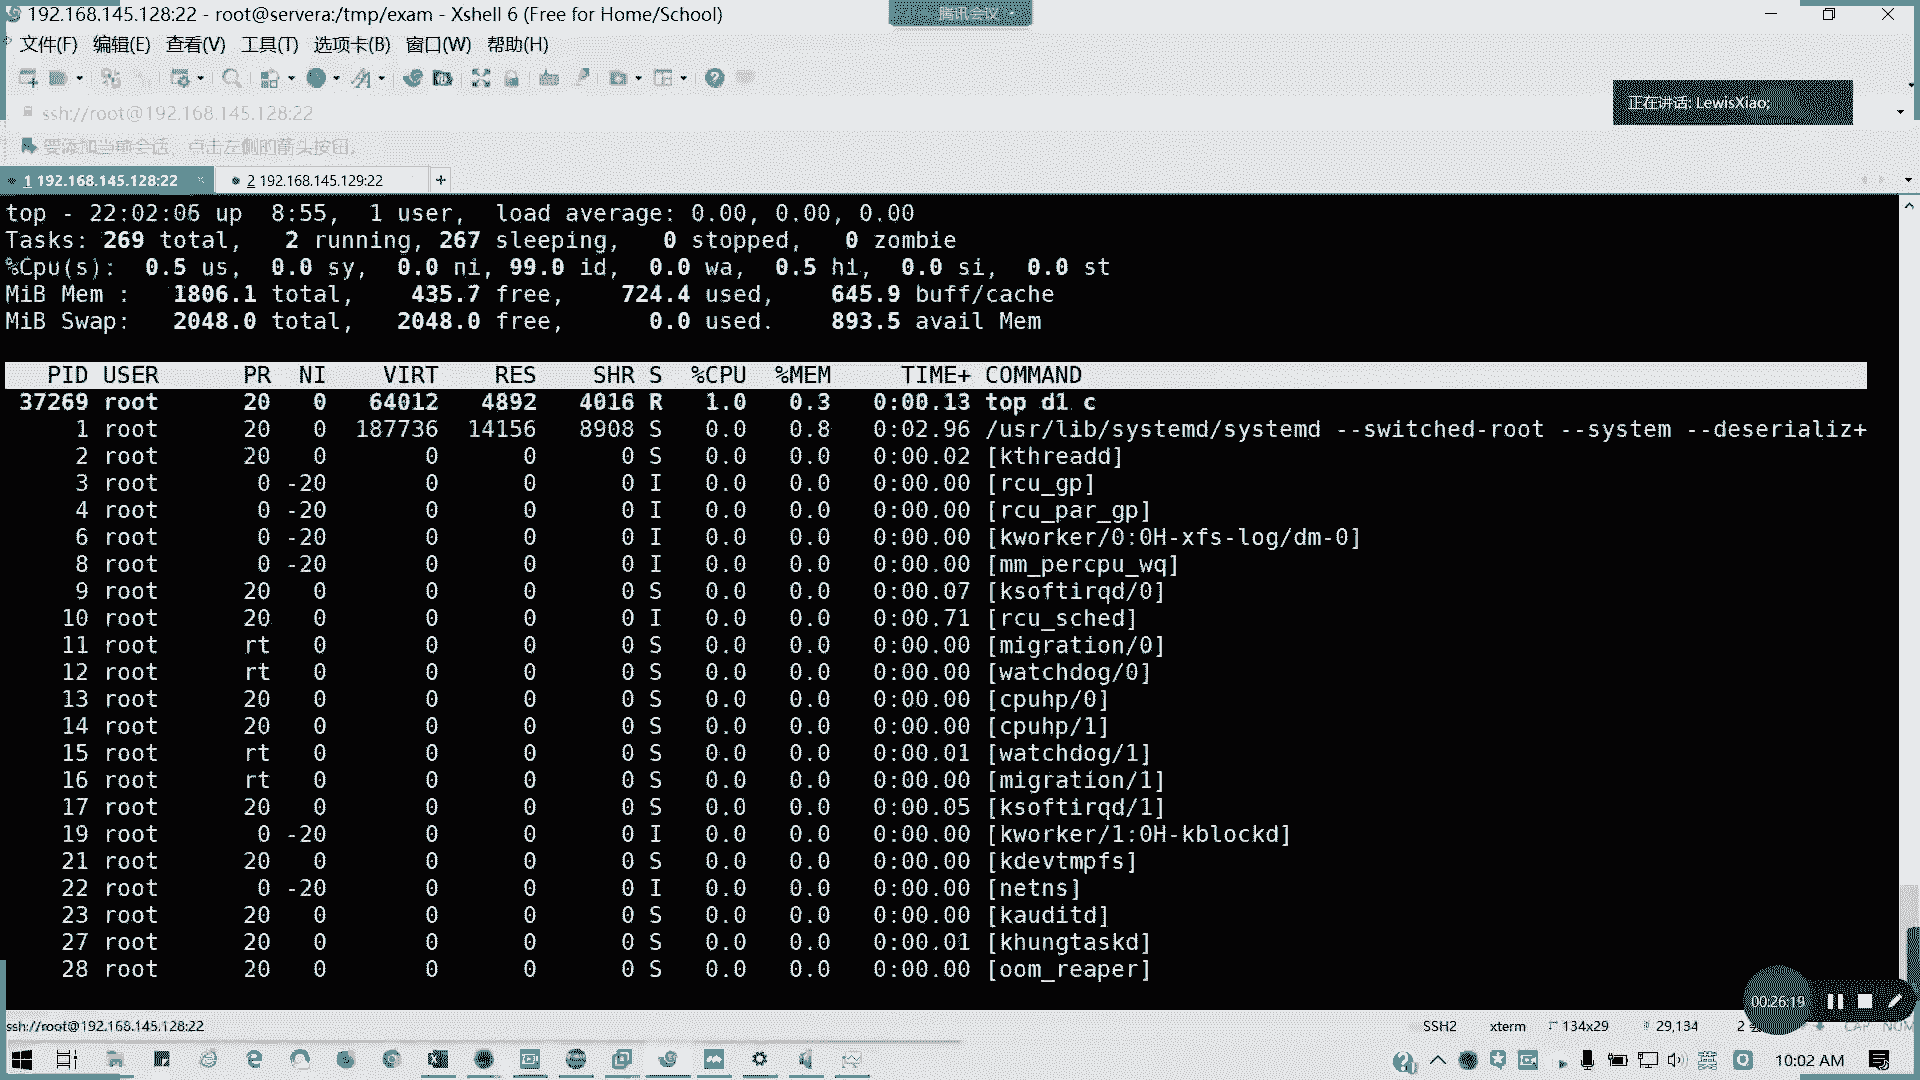 192.168.145.128:22 - root@servera:/tmp/exam - Xshell 6 (Free for Home/School)
腾讯会议
文件(F) 编辑(E) 查看(V) 工具(T) 选项卡(B) 窗口(W) 帮助(H)
ssh://root@192.168.145.128:22
正在讲话: LewisXiao;
要添加当前会话，点击左侧的箭头按钮。
1 192.168.145.128:22
2 192.168.145.129:22
top - 22:02:06 up  8:55,  1 user,  load average: 0.00, 0.00, 0.00
Tasks: 269 total,   2 running, 267 sleeping,   0 stopped,   0 zombie
%Cpu(s):  0.5 us,  0.0 sy,  0.0 ni, 99.0 id,  0.0 wa,  0.5 hi,  0.0 si,  0.0 st
MiB Mem :   1806.1 total,    435.7 free,    724.4 used,    645.9 buff/cache
MiB Swap:   2048.0 total,   2048.0 free,      0.0 used.    893.5 avail Mem
PID USER PR NI VIRT RES SHR S %CPU %MEM TIME+ COMMAND
37269 root 20 0 64012 4892 4016 R 1.0 0.3 0:00.13 top d1 c
1 root 20 0 187736 14156 8908 S 0.0 0.8 0:02.96 /usr/lib/systemd/systemd --switched-root --system --deserializ+
2 root 20 0 0 0 0 S 0.0 0.0 0:00.02 [kthreadd]
3 root 0 -20 0 0 0 I 0.0 0.0 0:00.00 [rcu_gp]
4 root 0 -20 0 0 0 I 0.0 0.0 0:00.00 [rcu_par_gp]
6 root 0 -20 0 0 0 I 0.0 0.0 0:00.00 [kworker/0:0H-xfs-log/dm-0]
8 root 0 -20 0 0 0 I 0.0 0.0 0:00.00 [mm_percpu_wq]
9 root 20 0 0 0 0 S 0.0 0.0 0:00.07 [ksoftirqd/0]
10 root 20 0 0 0 0 I 0.0 0.0 0:00.71 [rcu_sched]
11 root rt 0 0 0 0 S 0.0 0.0 0:00.00 [migration/0]
12 root rt 0 0 0 0 S 0.0 0.0 0:00.00 [watchdog/0]
13 root 20 0 0 0 0 S 0.0 0.0 0:00.00 [cpuhp/0]
14 root 20 0 0 0 0 S 0.0 0.0 0:00.00 [cpuhp/1]
15 root rt 0 0 0 0 S 0.0 0.0 0:00.01 [watchdog/1]
16 root rt 0 0 0 0 S 0.0 0.0 0:00.00 [migration/1]
17 root 20 0 0 0 0 S 0.0 0.0 0:00.05 [ksoftirqd/1]
19 root 0 -20 0 0 0 I 0.0 0.0 0:00.00 [kworker/1:0H-kblockd]
21 root 20 0 0 0 0 S 0.0 0.0 0:00.00 [kdevtmpfs]
22 root 0 -20 0 0 0 I 0.0 0.0 0:00.00 [netns]
23 root 20 0 0 0 0 S 0.0 0.0 0:00.00 [kauditd]
27 root 20 0 0 0 0 S 0.0 0.0 0:00.01 [khungtaskd]
28 root 20 0 0 0 0 S 0.0 0.0 0:00.00 [oom_reaper]
00:26:19
ssh://root@192.168.145.128:22 SSH2 xterm 134x29 29,134 2 CAP NUM
英 10:02 AM